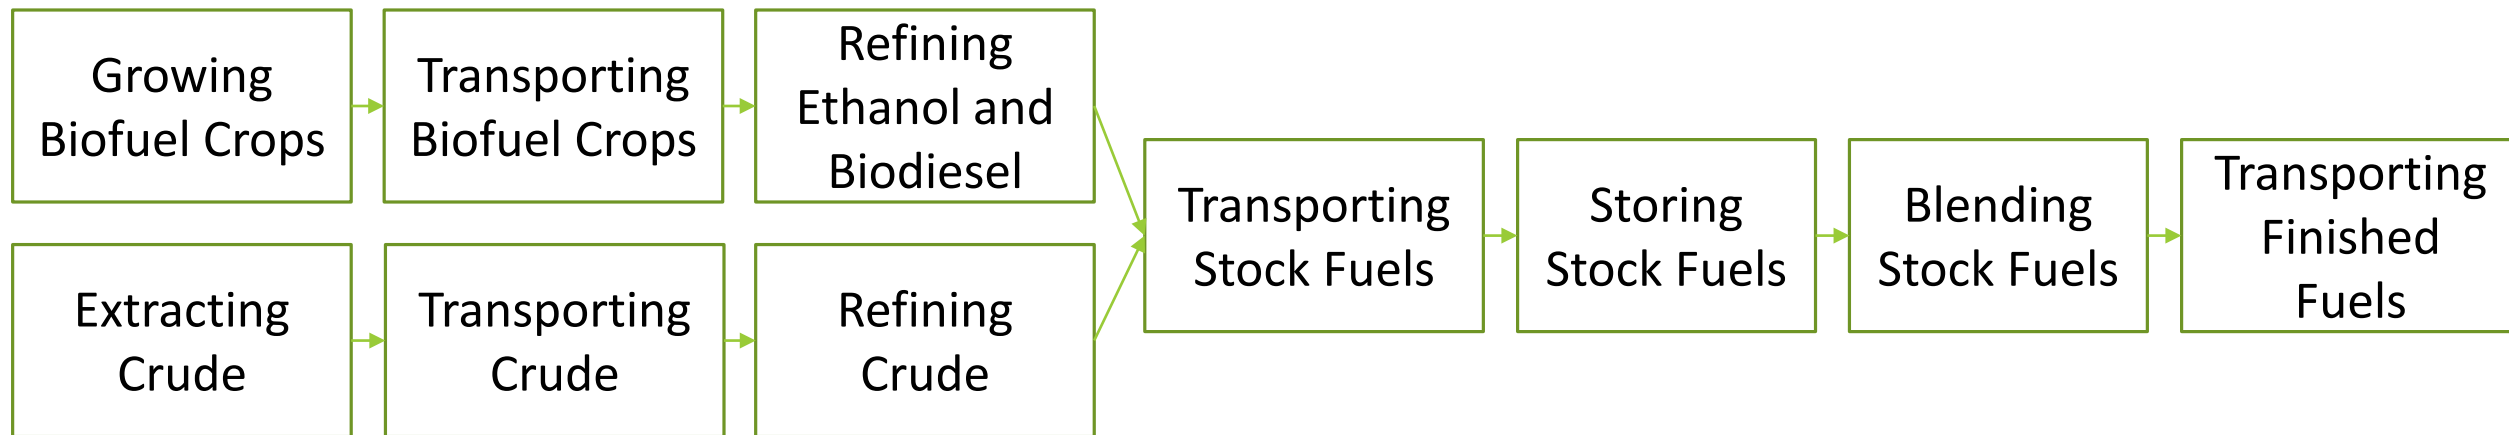 Growing
Biofuel Crops
Transporting
Biofuel Crops
Refining
Ethanol and
Biodiesel
Extracting
Crude
Transporting
Crude
Refining
Crude
Transporting
Stock Fuels
Storing
Stock Fuels
Blending
Stock Fuels
Transporting
Finished
Fuels